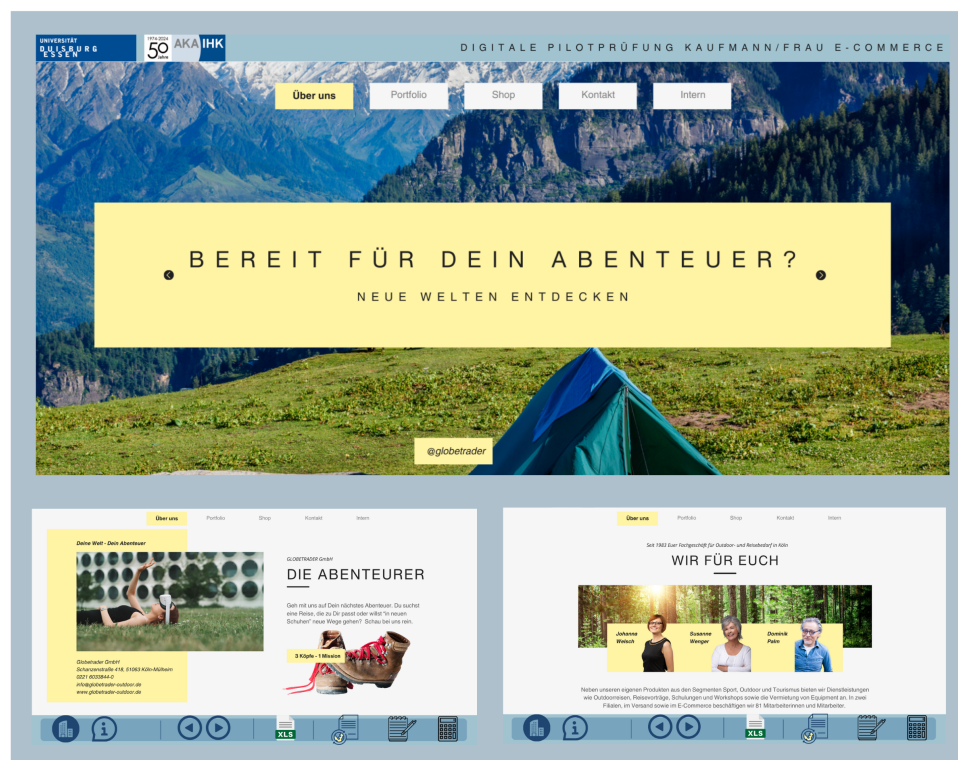 UNIVERSITÄT
DUISBURG
ESSEN
1974-2024
50
Jahre
AKA IHK
DIGITALE PILOTPRÜFUNG KAUFMANN/FRAU E-COMMERCE
Über uns
Portfolio
Shop
Kontakt
Intern
BEREIT FÜR DEIN ABENTEUER?
NEUE WELTEN ENTDECKEN
@globetrader
Über uns
Portfolio
Shop
Kontakt
Intern
Deine Welt - Dein Abenteuer
GLOBETRADER GmbH
DIE ABENTEURER
Geh mit uns auf Dein nächstes Abenteuer. Du suchst
eine Reise, die zu Dir passt oder willst "in neuen
Schuhen" neue Wege gehen? Schau bei uns rein.
3 Köpfe - 1 Mission
Globetrader GmbH
Schanzenstraße 418, 51063 Köln-Mülheim
0221 6033844-0
info@globetrader-outdoor.de
www.globetrader-outdoor.de
XLS
Über uns
Portfolio
Shop
Kontakt
Intern
Seit 1983 Euer Fachgeschäft für Outdoor- und Reisebedarf in Köln
WIR FÜR EUCH
Johanna
Welsch
Susanne
Wenger
Dominik
Palm
Neben unseren eigenen Produkten aus den Segmenten Sport, Outdoor und Tourismus bieten wir Dienstleistungen
wie Outdoorreisen, Reisevorträge, Schulungen und Workshops sowie die Vermietung von Equipment an. In zwei
Filialen, im Versand sowie im E-Commerce beschäftigen wir 81 Mitarbeiterinnen und Mitarbeiter.
XLS